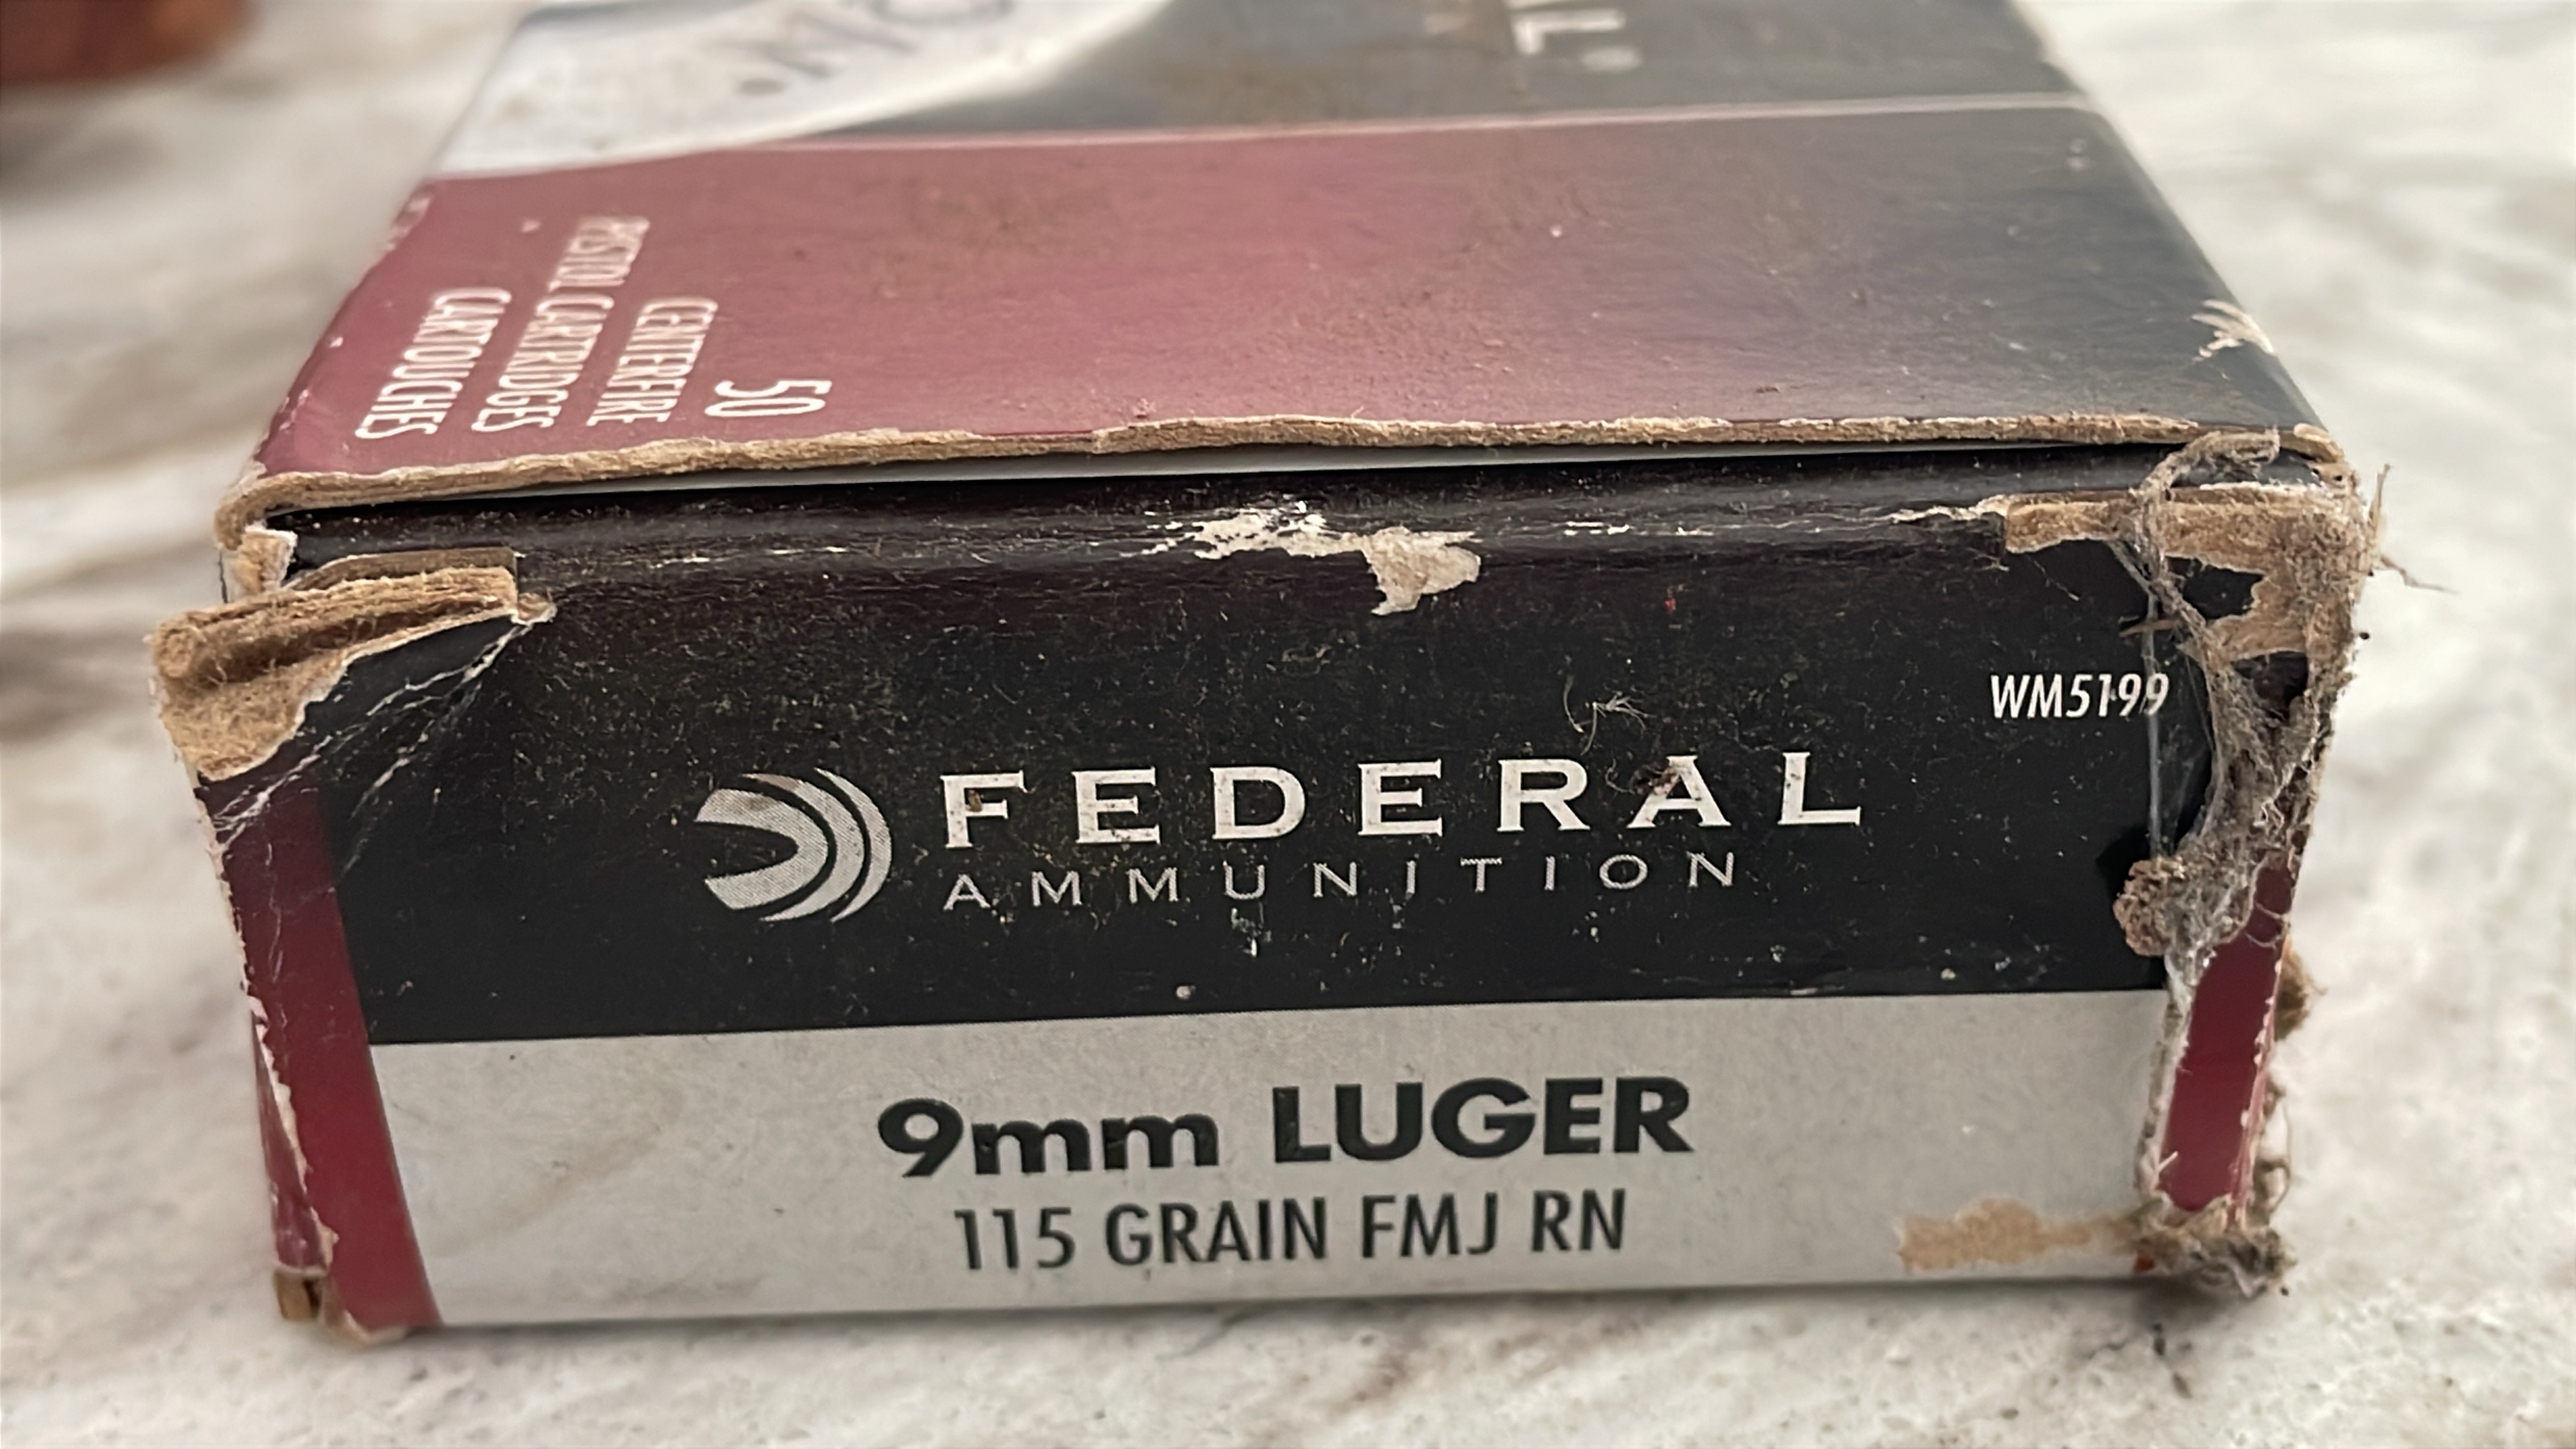 50
CENTERFIRE
PISTOL CARTRIDGES
CARTOUCHES
WM5199
FEDERAL
AMMUNITION
9mm LUGER
115 GRAIN FMJ RN